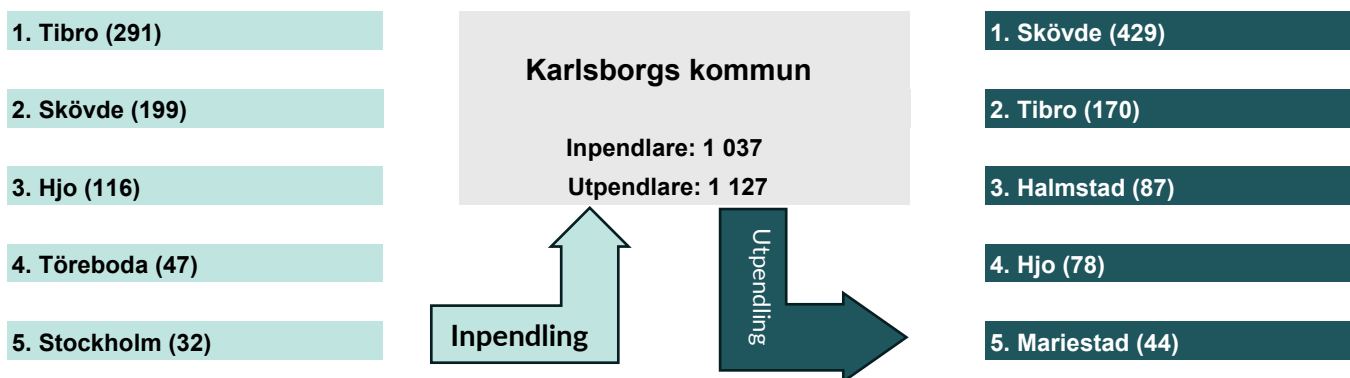 1. Tibro (291)
2. Skövde (199)
3. Hjo (116)
4. Töreboda (47)
5. Stockholm (32)
Karlsborgs kommun
Inpendlare: 1 037
Utpendlare: 1 127
Inpendling
Utpendling
1. Skövde (429)
2. Tibro (170)
3. Halmstad (87)
4. Hjo (78)
5. Mariestad (44)